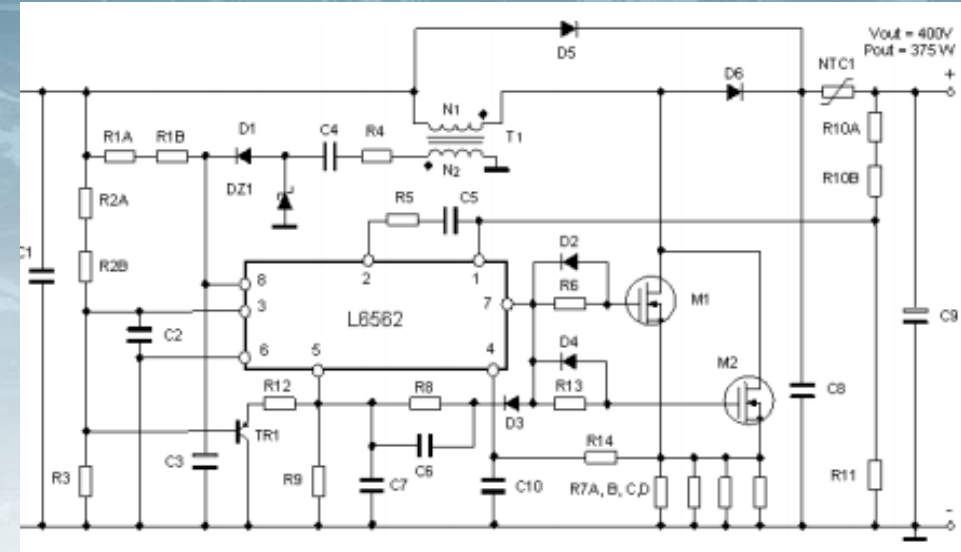 Vout = 400V
Pout = 375 W
D5
NTC1
D6
+
N1
T1
R1A
R1B
D1
C4
R4
N2
R10A
DZ1
R2A
R5
C5
R10B
C1
R2B
D2
8
2
1
7
R6
M1
3
L6562
C9
C2
6
5
4
D4
M2
R12
R8
R13
C8
D3
TR1
R14
R3
C3
R9
C6
C7
C10
R7A, B, C,D
R11
-